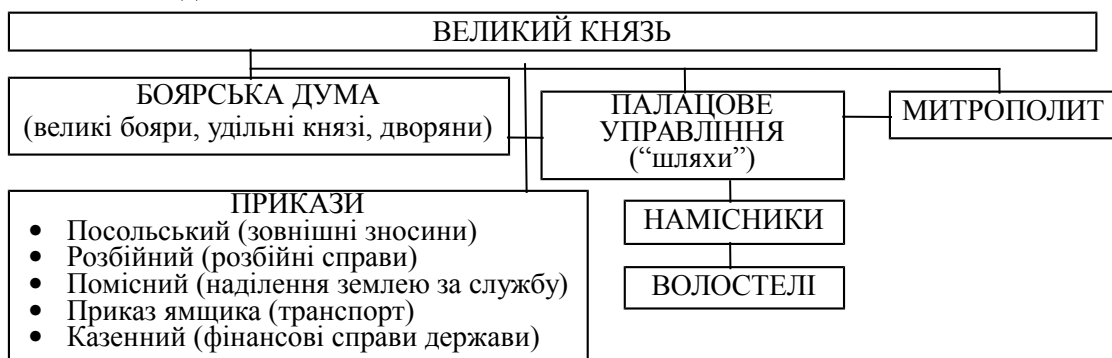 ВЕЛИКИЙ КНЯЗЬ
БОЯРСЬКА ДУМА
(великі бояри, удільні князі, дворяни)
ПАЛАЦОВЕ
УПРАВЛІННЯ
(“шляхи”)
МИТРОПОЛИТ
ПРИКАЗИ
• Посольський (зовнішні зносини)
• Розбійний (розбійні справи)
• Помісний (наділення землею за службу)
• Приказ ямщика (транспорт)
• Казенний (фінансові справи держави)
НАМІСНИКИ
ВОЛОСТЕЛІ